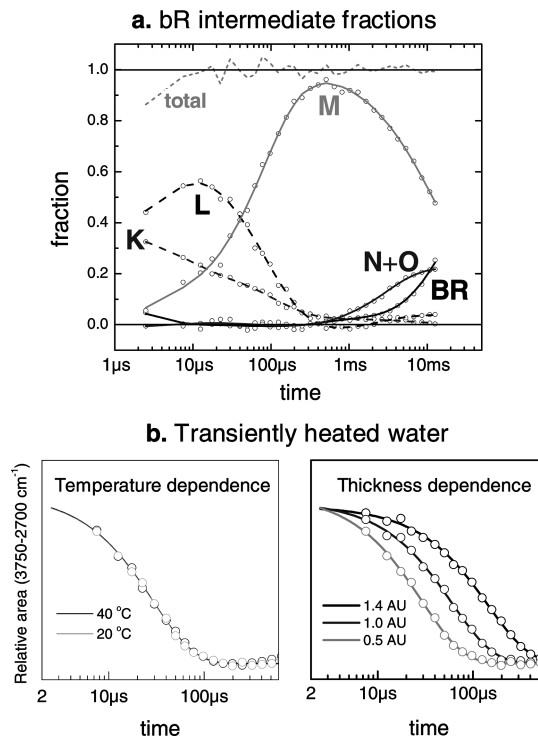 a. bR intermediate fractions
1.0
0.8
0.6
0.4
0.2
0.0
fraction
total
M
L
K
N+O
BR
1µs
10µs
100µs
1ms
10ms
time
b. Transiently heated water
Relative area (3750-2700 cm⁻¹)
Temperature dependence
40 °C
20 °C
2
10µs
100µs
time
Thickness dependence
1.4 AU
1.0 AU
0.5 AU
2
10µs
100µs
time